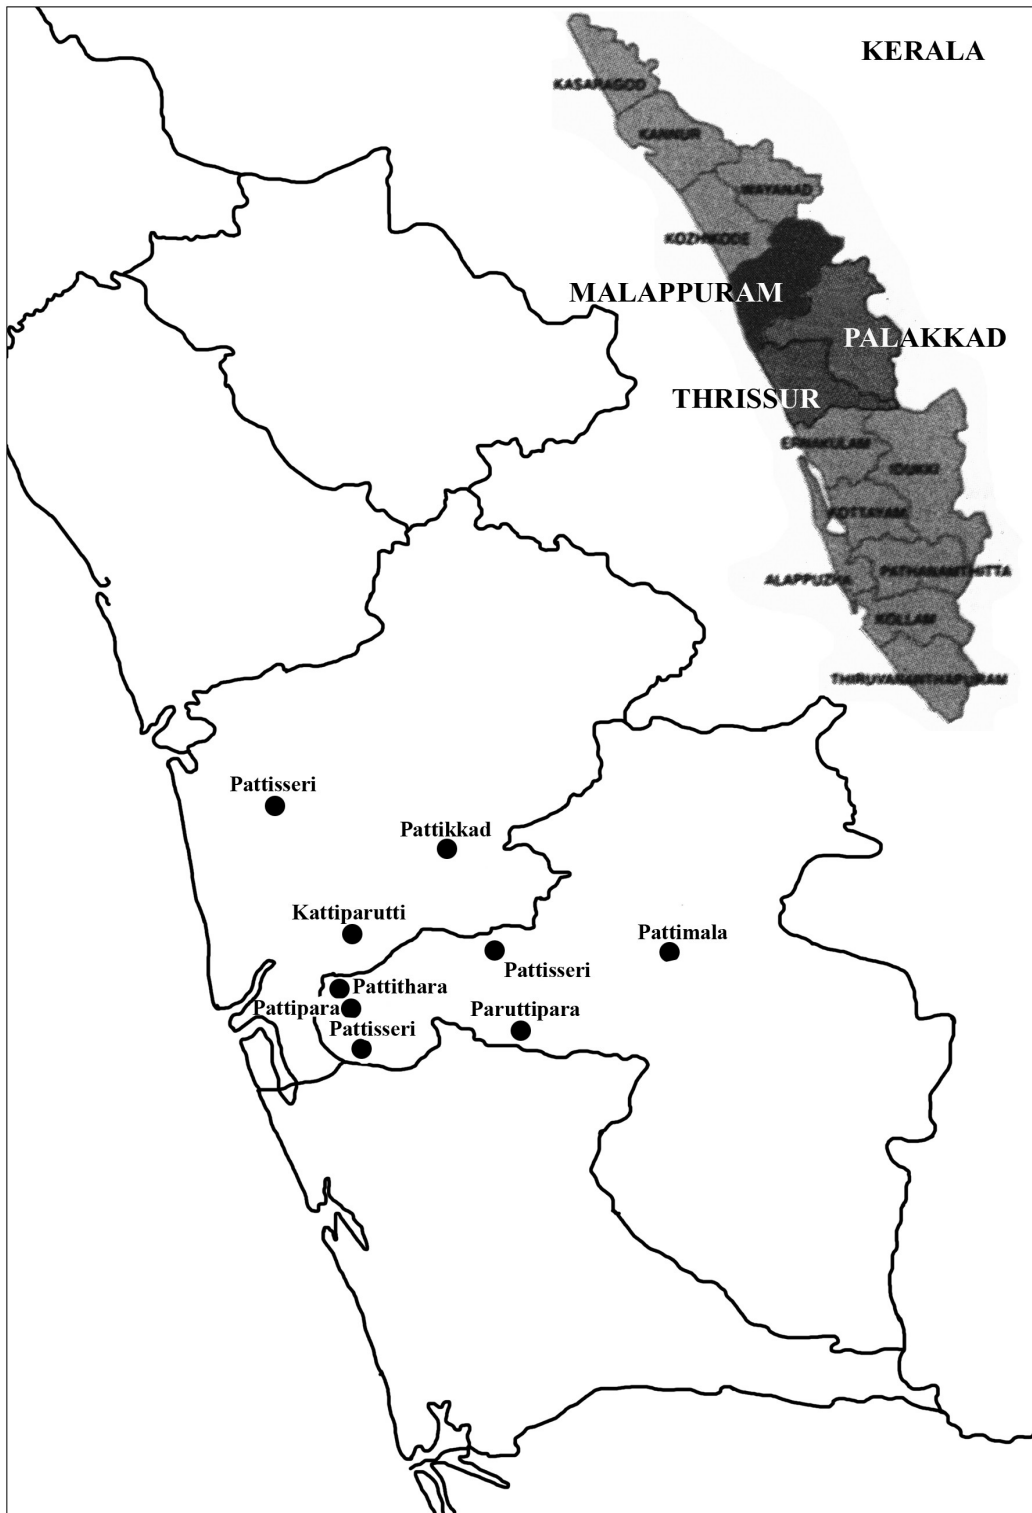 KERALA
KASARAGOD
KANNUR
WAYANAD
KOZHIKODE
MALAPPURAM
PALAKKAD
THRISSUR
ERNAKULAM
IDUKKI
KOTTAYAM
PATHANAMTHITTA
ALAPPUZHA
KOLLAM
THIRUVANANTHAPURAM
Pattisseri
Pattikkad
Kattiparutti
Pattimala
Pattisseri
Pattithara
Pattipara
Paruttipara
Pattisseri